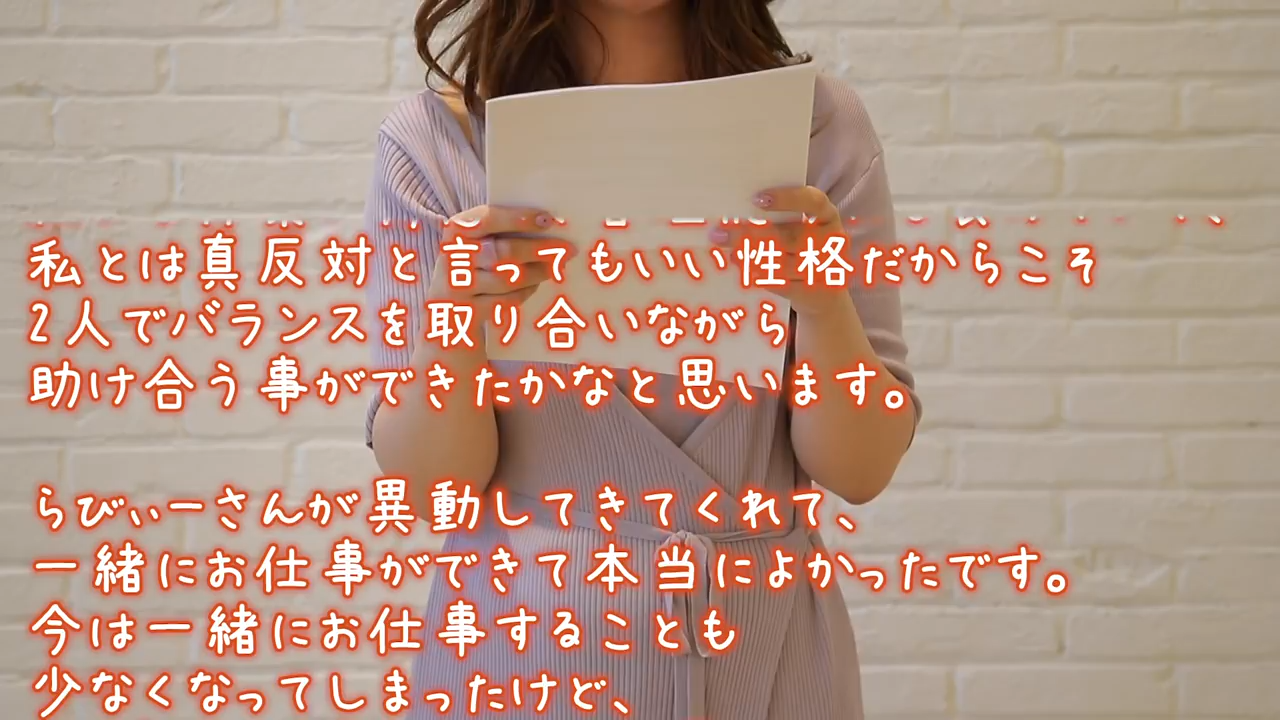 私とは真反対と言ってもいい性格だからこそ
2人でバランスを取り合いながら
助け合う事ができたかなと思います。
らびぃーさんが異動してきてくれて、
一緒にお仕事ができて本当によかったです。
今は一緒にお仕事することも
少なくなってしまったけど、